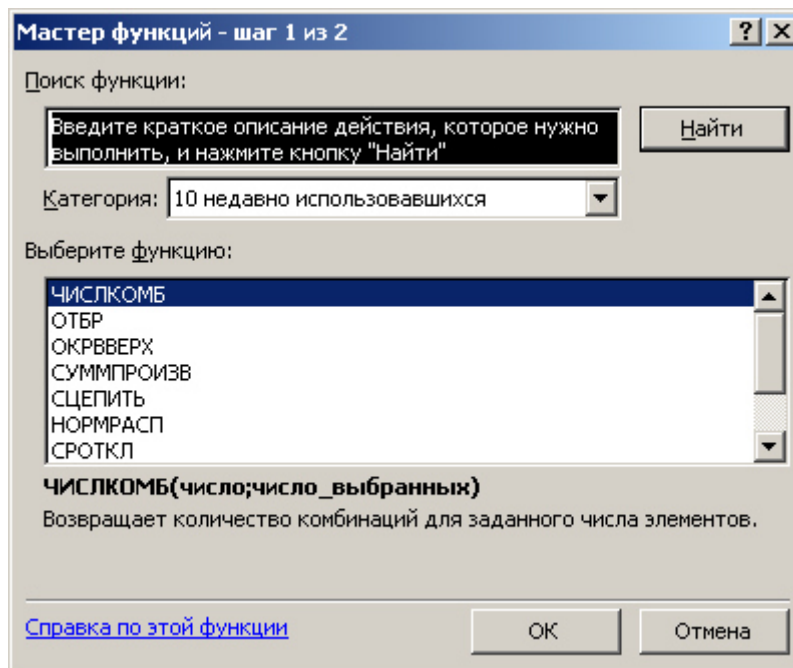 Мастер функций - шаг 1 из 2
Поиск функции:
Введите краткое описание действия, которое нужно
выполнить, и нажмите кнопку "Найти"
Найти
Категория: 10 недавно использовавшихся
Выберите функцию:
ЧИСЛКОМБ
ОТБР
ОКРВВЕРХ
СУММПРОИЗВ
СЦЕПИТЬ
НОРМРАСП
СРОТКЛ
ЧИСЛКОМБ(число;число_выбранных)
Возвращает количество комбинаций для заданного числа элементов.
Справка по этой функции
ОК
Отмена